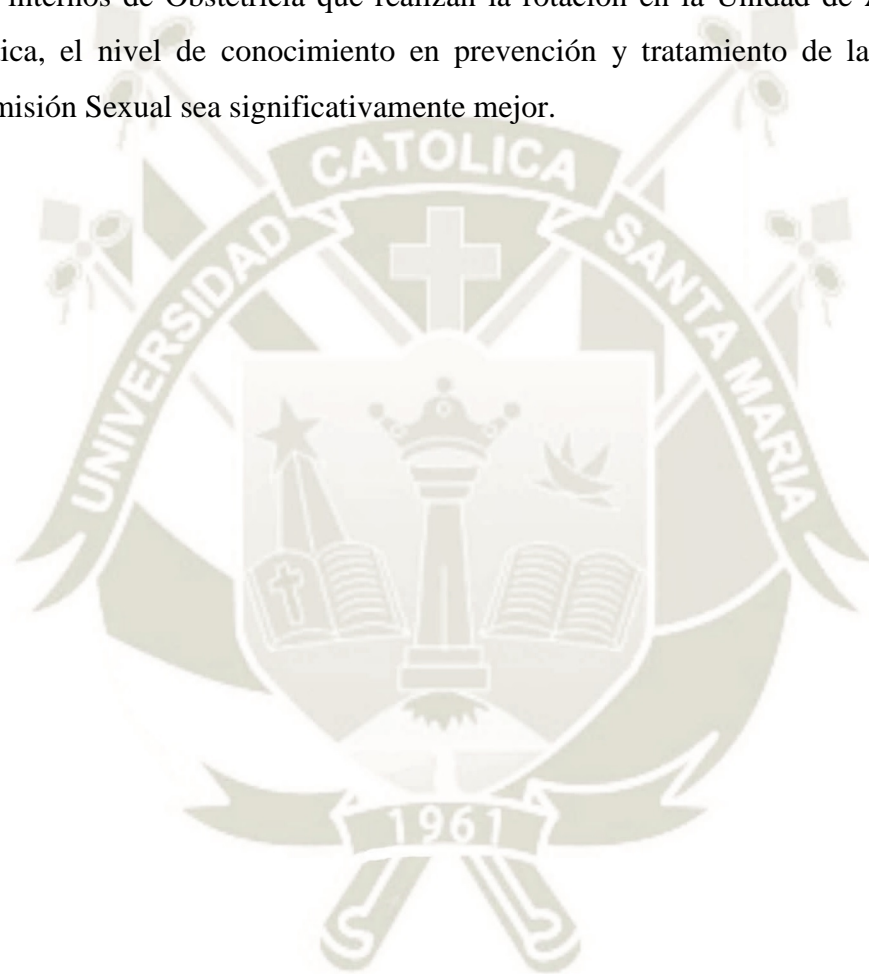 internos de Obstetricia que realizan la rotación en la Unidad de
ica, el nivel de conocimiento en prevención y tratamiento de la
misión Sexual sea significativamente mejor.
UNIVERSIDAD CATOLICA SANTA MARIA
1961